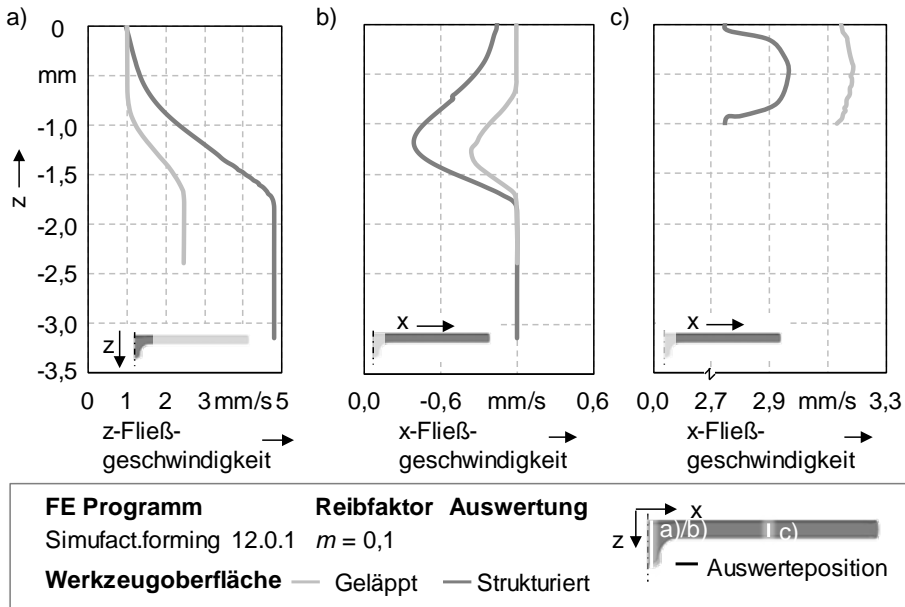 a)
b)
c)
0
mm
-1,0
-1,5
-2,0
-2,5
-3,0
-3,5
z
z
x
x
0 1 2 3 mm/s 5
0,0 -0,6 mm/s 0,6
0,0 2,7 2,9 mm/s 3,3
z-Fließ-
geschwindigkeit
x-Fließ-
geschwindigkeit
x-Fließ-
geschwindigkeit
FE Programm Reibfaktor Auswertung
Simufact.forming 12.0.1 m = 0,1
Werkzeugoberfläche Geläppt Strukturiert
x
z
a)/b)
c)
Auswerteposition